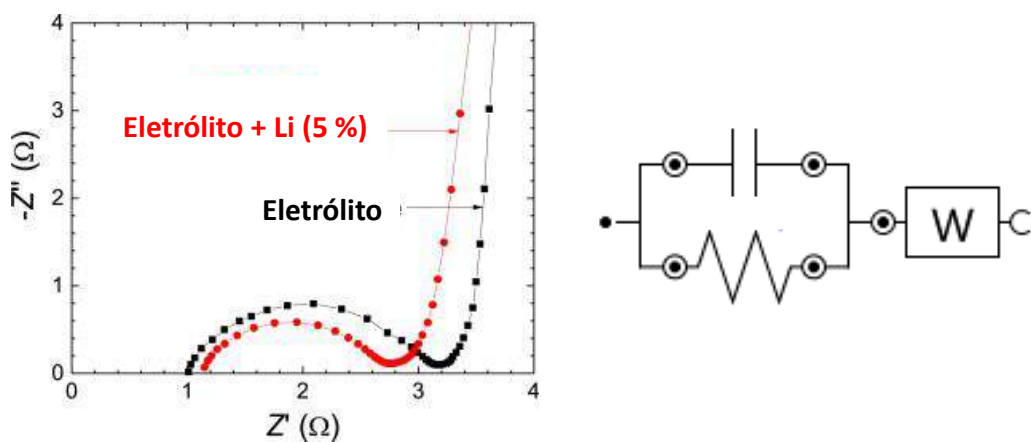 4
3
2
1
0
-Z'' (Ω)
Eletrólito + Li (5 %)
Eletrólito
0 1 2 3 4
Z' (Ω)
W